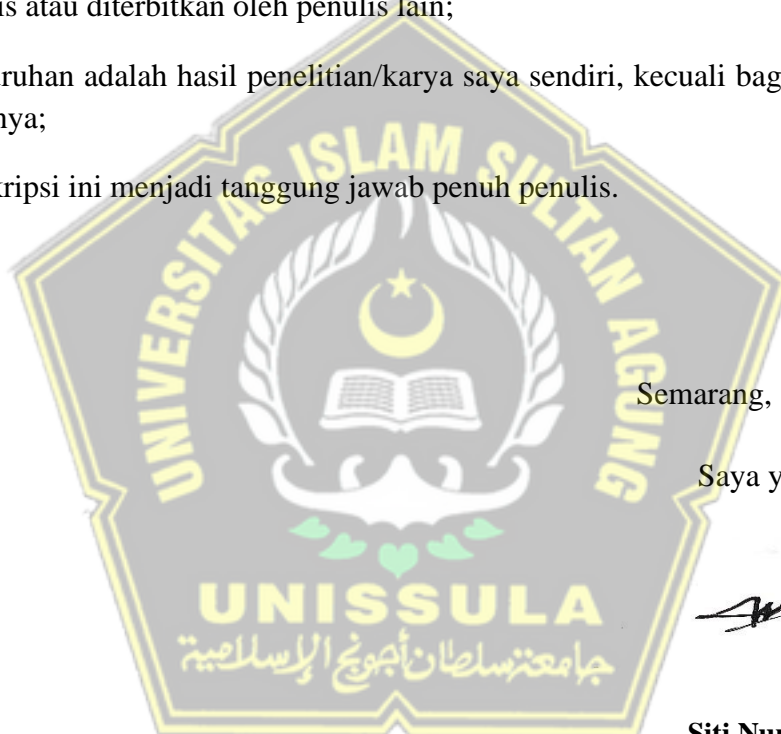 is atau diterbitkan oleh penulis lain;
ruhan adalah hasil penelitian/karya saya sendiri, kecuali bag
nya;
kripsi ini menjadi tanggung jawab penuh penulis.
UNIVERSITAS ISLAM SULTAN AGUNG
Semarang,
Saya y
UNISSULA
جامعة سلطان أجونج الإسلامية
Siti Nur